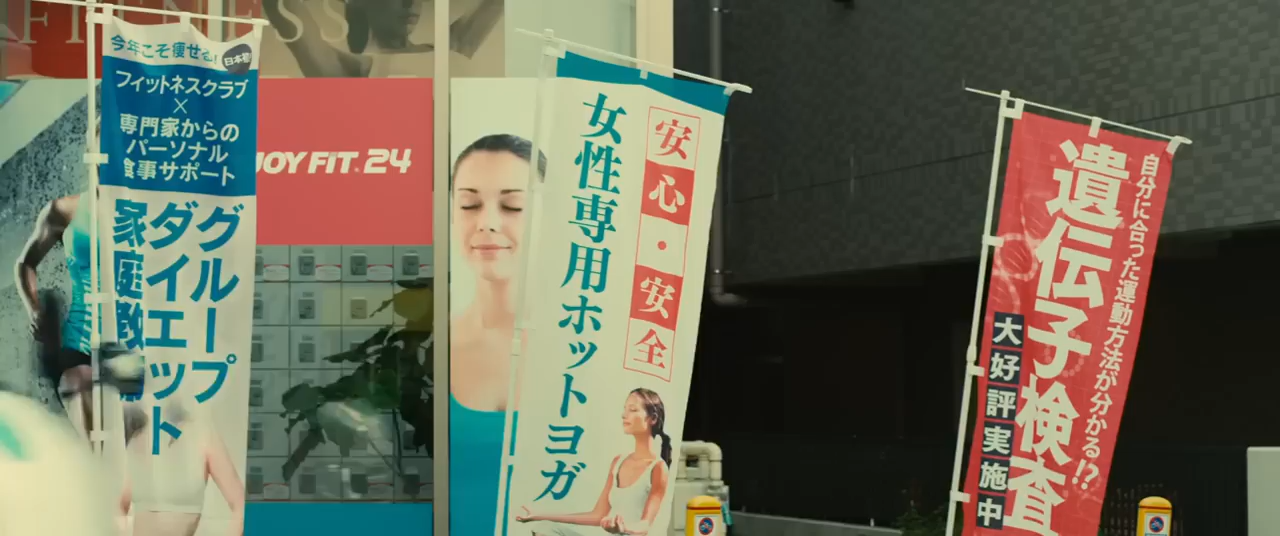 FITNESS
今年こそ痩せる!
日本初
フィットネスクラブ
×
専門家からの
パーソナル
食事サポート
グループ
ダイエット
JOY FIT. 24
安心・安全
女性専用ホットヨガ
自分に合った運動方法が分かる!?
遺伝子検査
大好評実施中